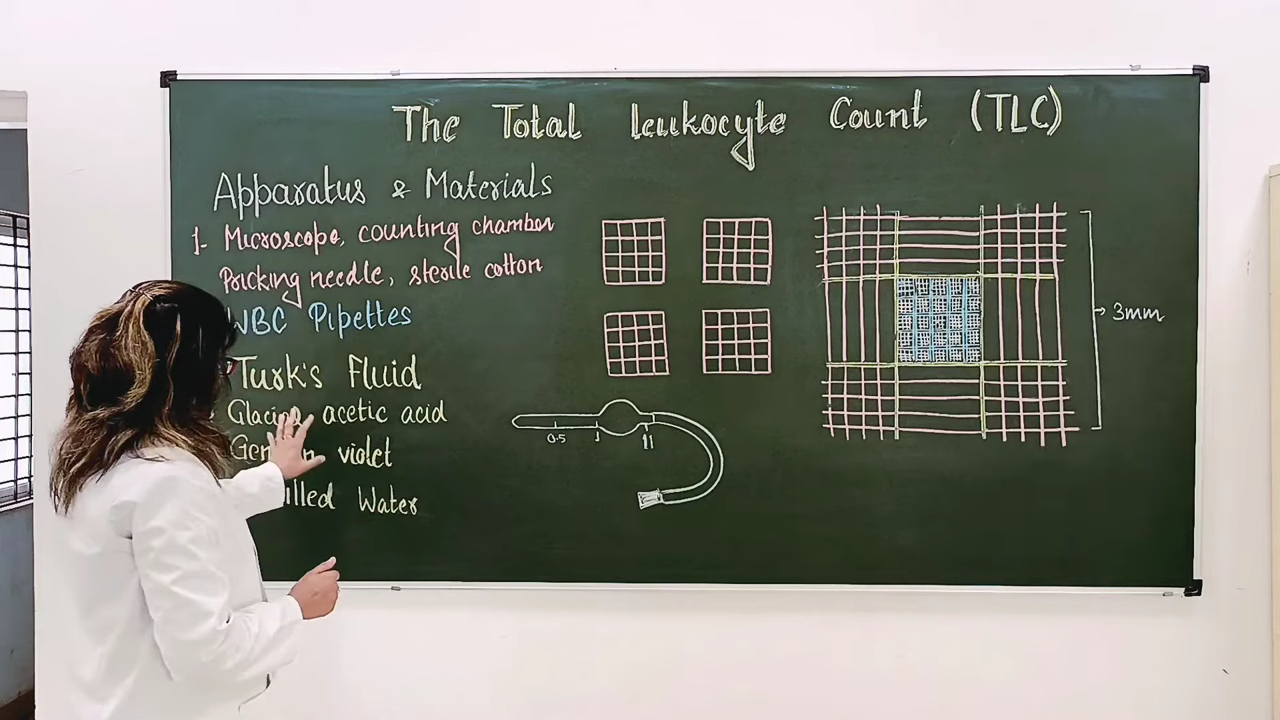 The Total Leukocyte Count (TLC)
Apparatus & Materials
1. Microscope, counting chamber
Pricking needle, sterile cotton
WBC Pipettes
Turk's Fluid
acetic acid
violet
Water
0.5 1 11
3mm